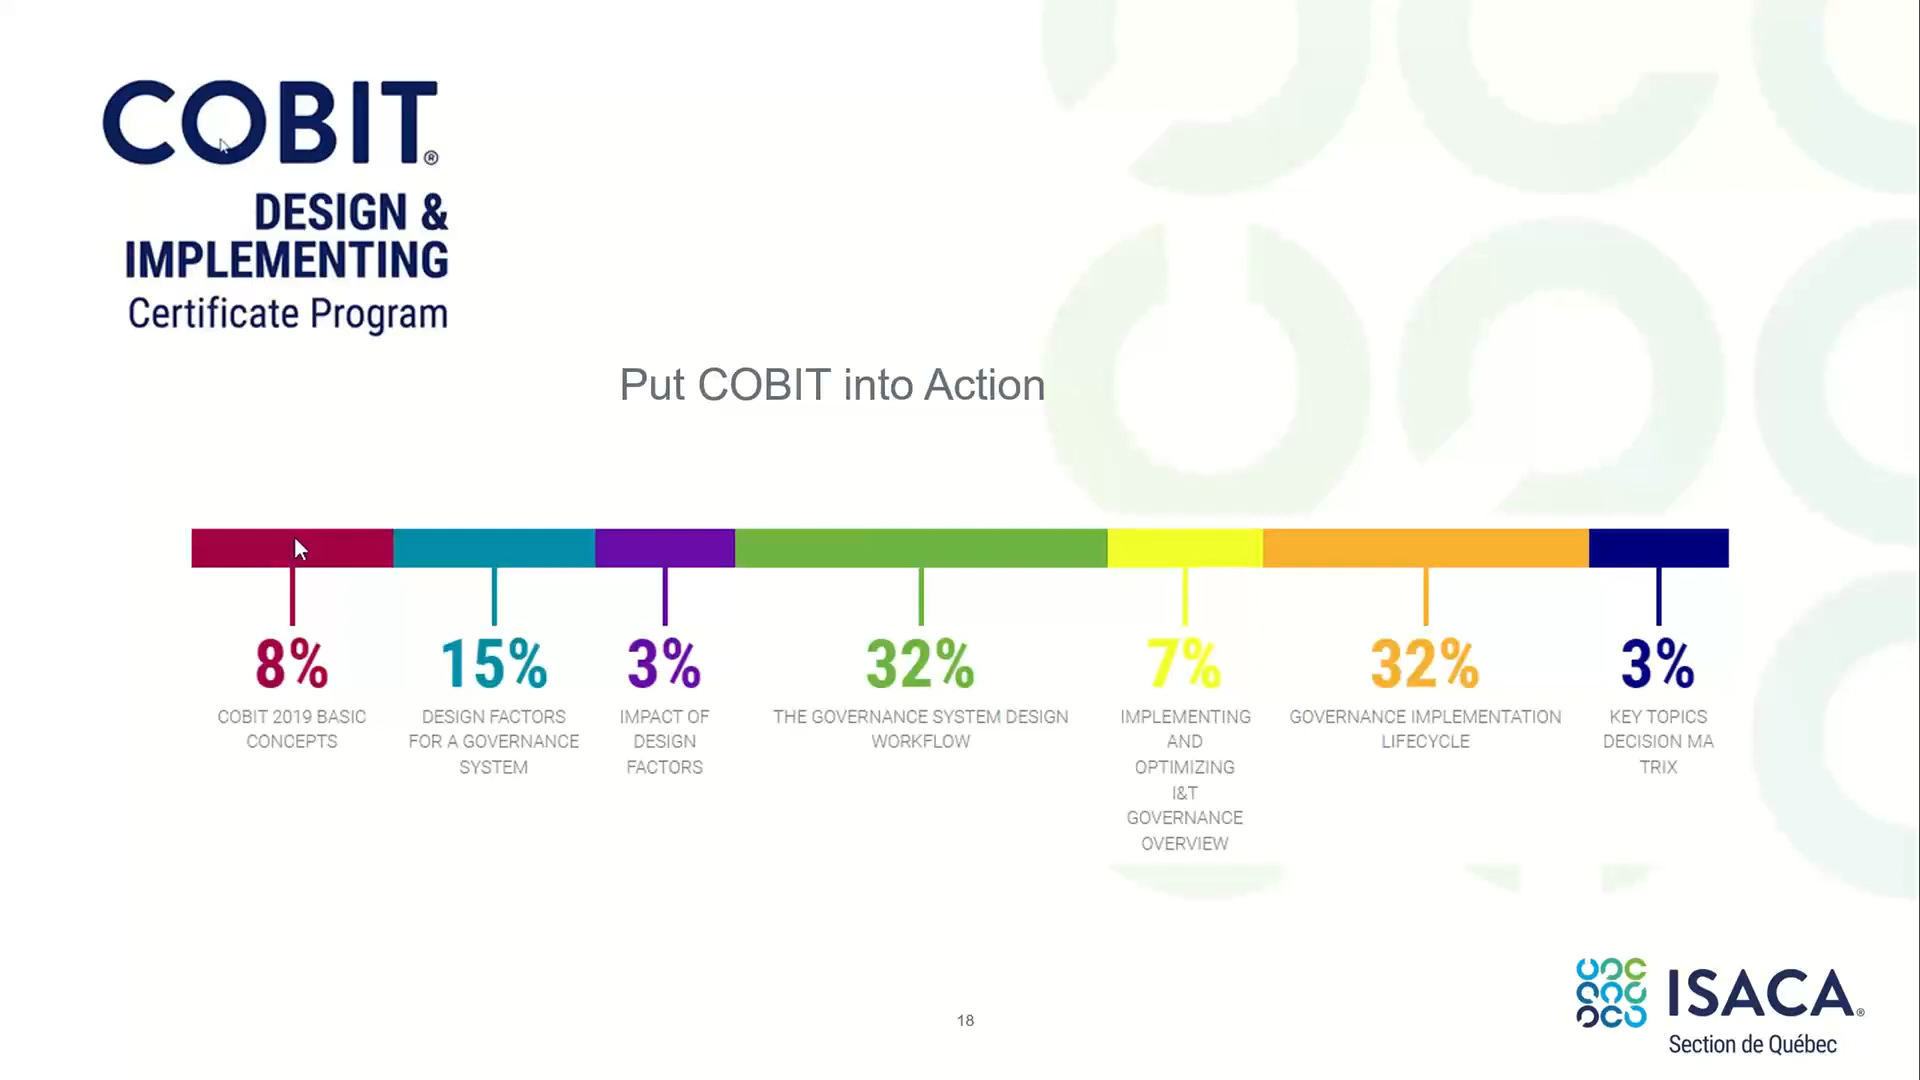 COBIT®
DESIGN &
IMPLEMENTING
Certificate Program
Put COBIT into Action
8%
COBIT 2019 BASIC
CONCEPTS
15%
DESIGN FACTORS
FOR A GOVERNANCE
SYSTEM
3%
IMPACT OF
DESIGN
FACTORS
32%
THE GOVERNANCE SYSTEM DESIGN
WORKFLOW
7%
IMPLEMENTING
AND
OPTIMIZING
I&T
GOVERNANCE
OVERVIEW
32%
GOVERNANCE IMPLEMENTATION
LIFECYCLE
3%
KEY TOPICS
DECISION MA
TRIX
18
ISACA®
Section de Québec